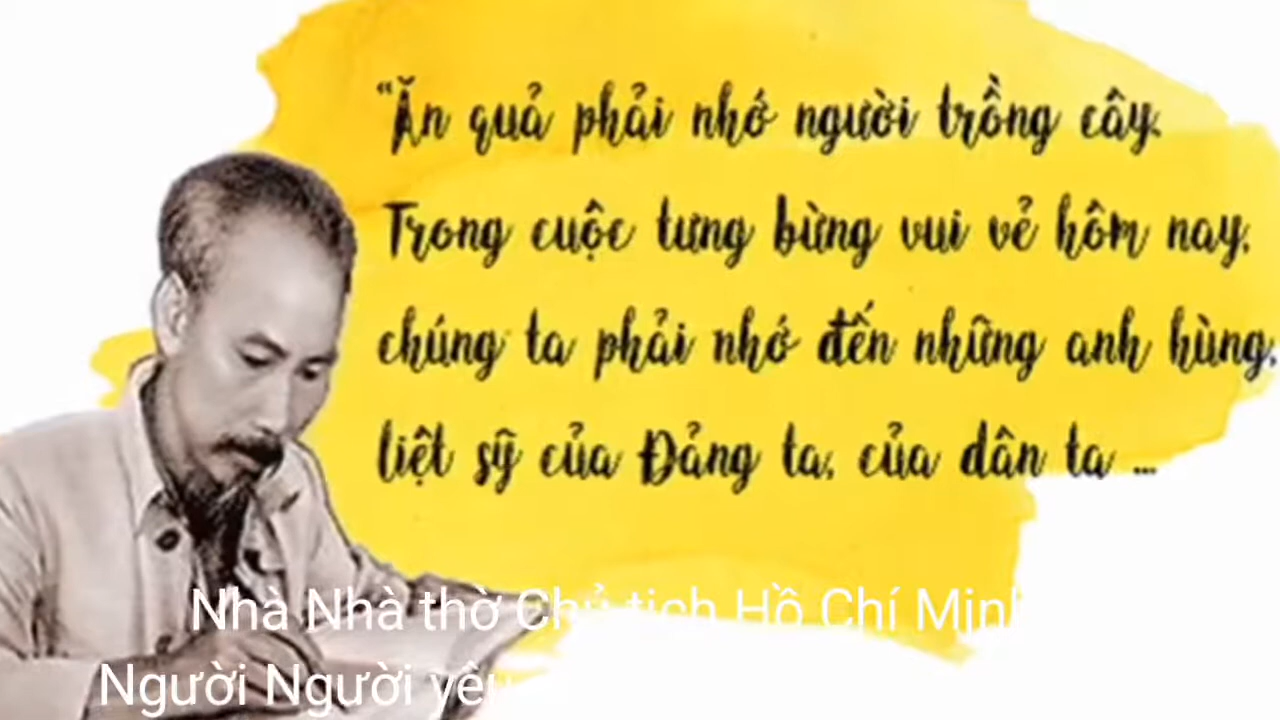 “Ăn quả phải nhớ người trồng cây.
Trong cuộc tưng bừng vui vẻ hôm nay,
chúng ta phải nhớ đến những anh hùng,
liệt sỹ của Đảng ta, của dân ta ...
Nhà Nhà thờ Chủ tịch Hồ Chí Minh
Người Người yêu